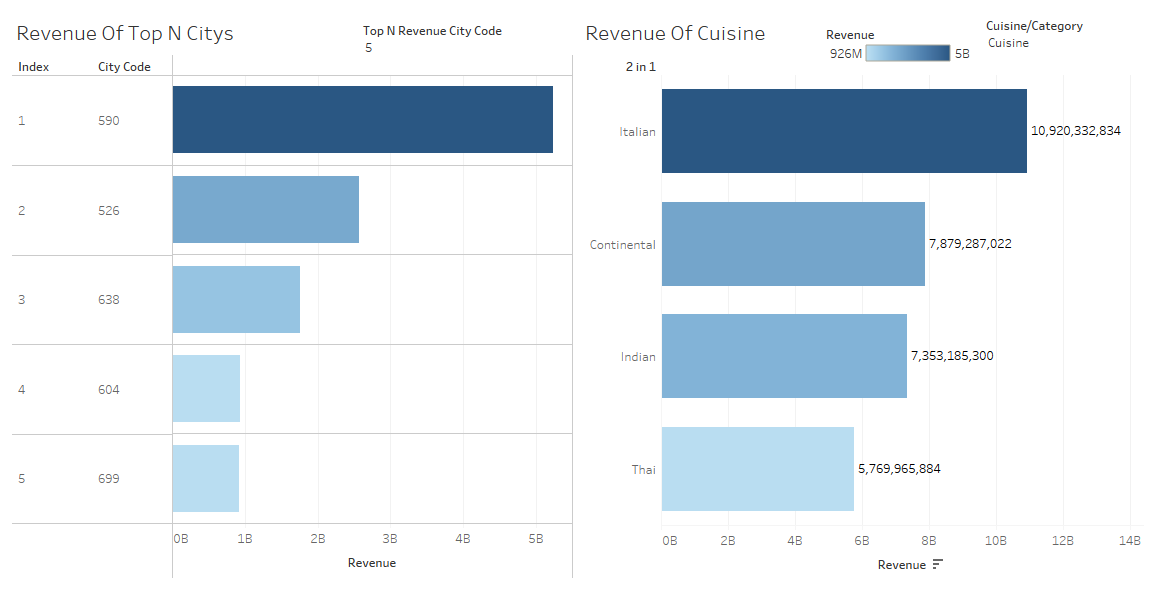 Revenue Of Top N Citys
Top N Revenue City Code
5
Index City Code
1 590
2 526
3 638
4 604
5 699
0B 1B 2B 3B 4B 5B
Revenue
Revenue Of Cuisine
Revenue
926M 5B
Cuisine/Category
Cuisine
2 in 1
Italian 10,920,332,834
Continental 7,879,287,022
Indian 7,353,185,300
Thai 5,769,965,884
0B 2B 4B 6B 8B 10B 12B 14B
Revenue